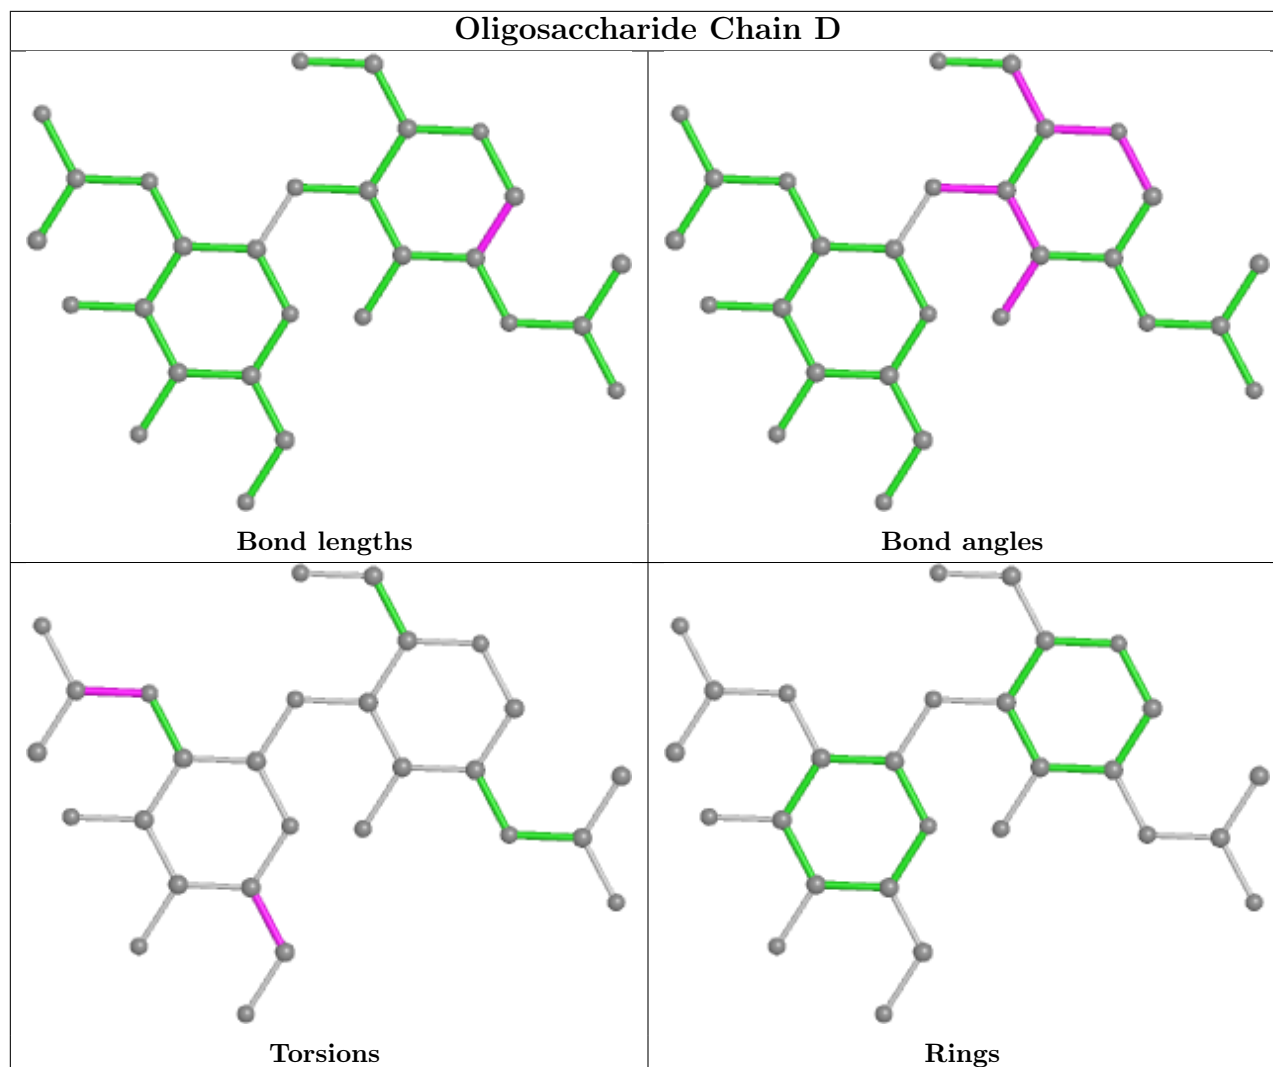 Oligosaccharide Chain D
Bond lengths
Bond angles
Torsions
Rings